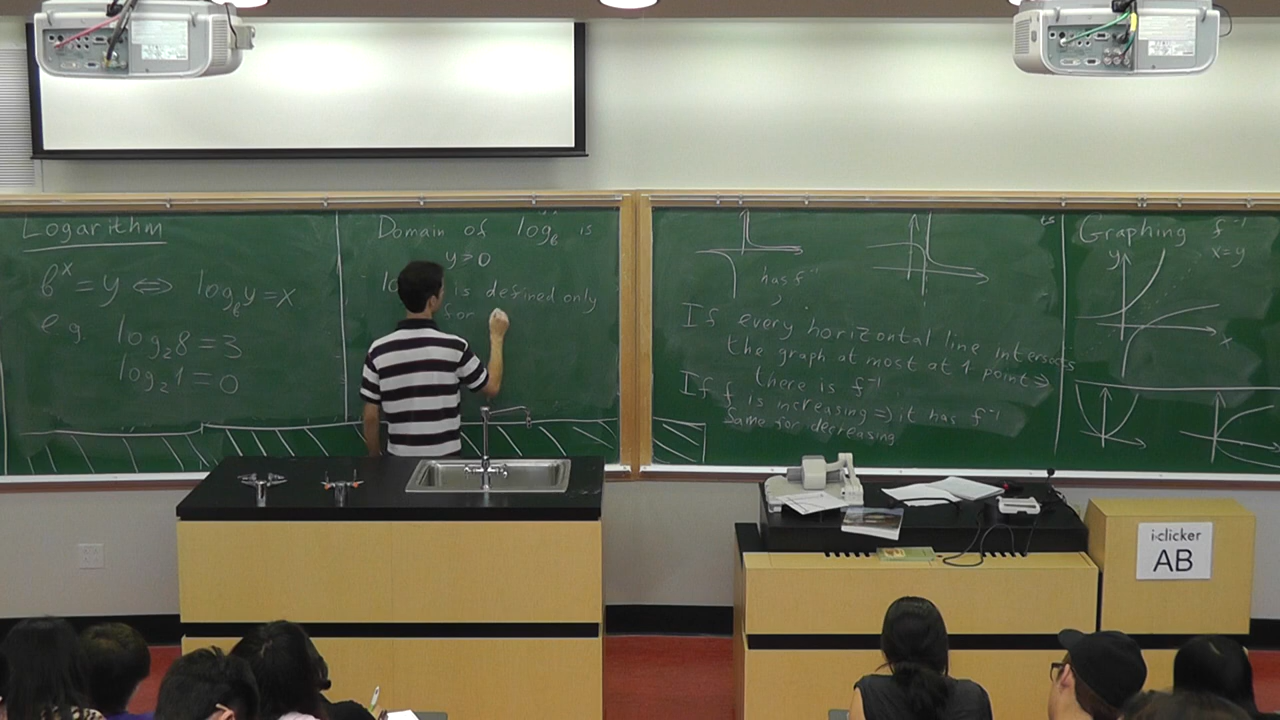 Logarithm
b^x = y ⇔ log_b y = x
e.g. log_2 8 = 3
log_2 1 = 0
Domain of log_b is
y > 0
is defined only
for
has f^-1
If every horizontal line intersects
the graph at most at 1 point ⇒
there is f^-1
If f is increasing ⇒ it has f^-1
Same for decreasing
Graphing f^-1
y x=y
x
i-clicker
AB